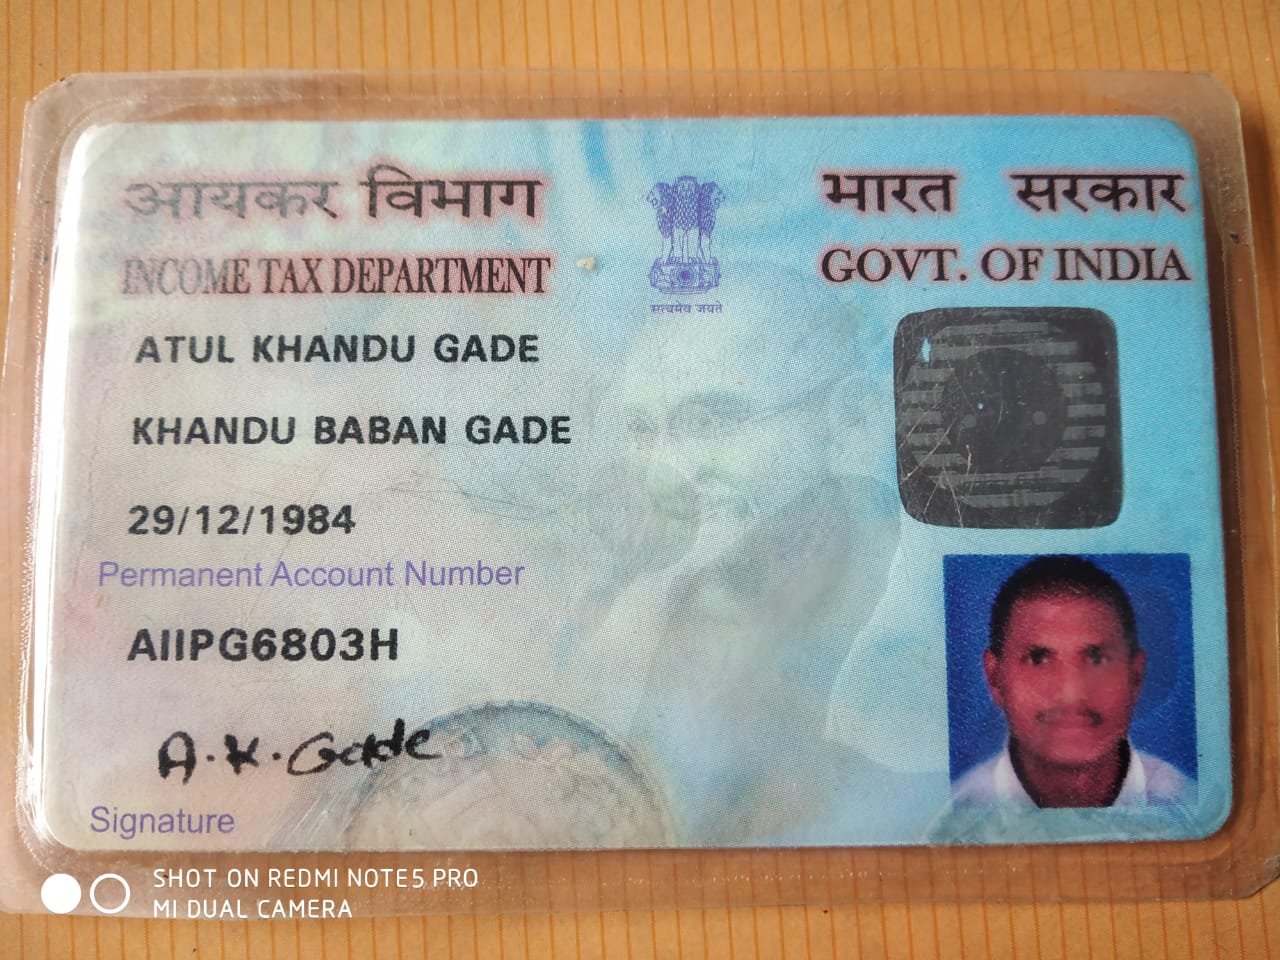 आयकर विभाग
INCOME TAX DEPARTMENT
सत्यमेव जयते
भारत सरकार
GOVT. OF INDIA
ATUL KHANDU GADE
KHANDU BABAN GADE
29/12/1984
Permanent Account Number
AIIPG6803H
A.K.Gade
Signature
SHOT ON REDMI NOTE5 PRO
MI DUAL CAMERA